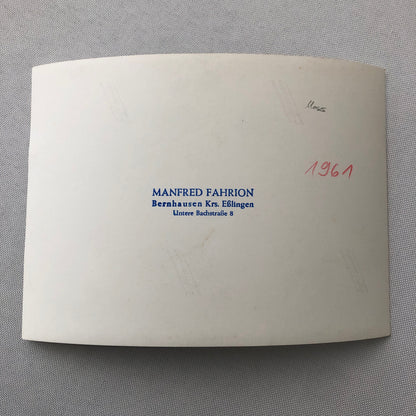 1961
MANFRED FAHRION
Bernhausen Krs. Eßlingen
Untere Bachstraße 8